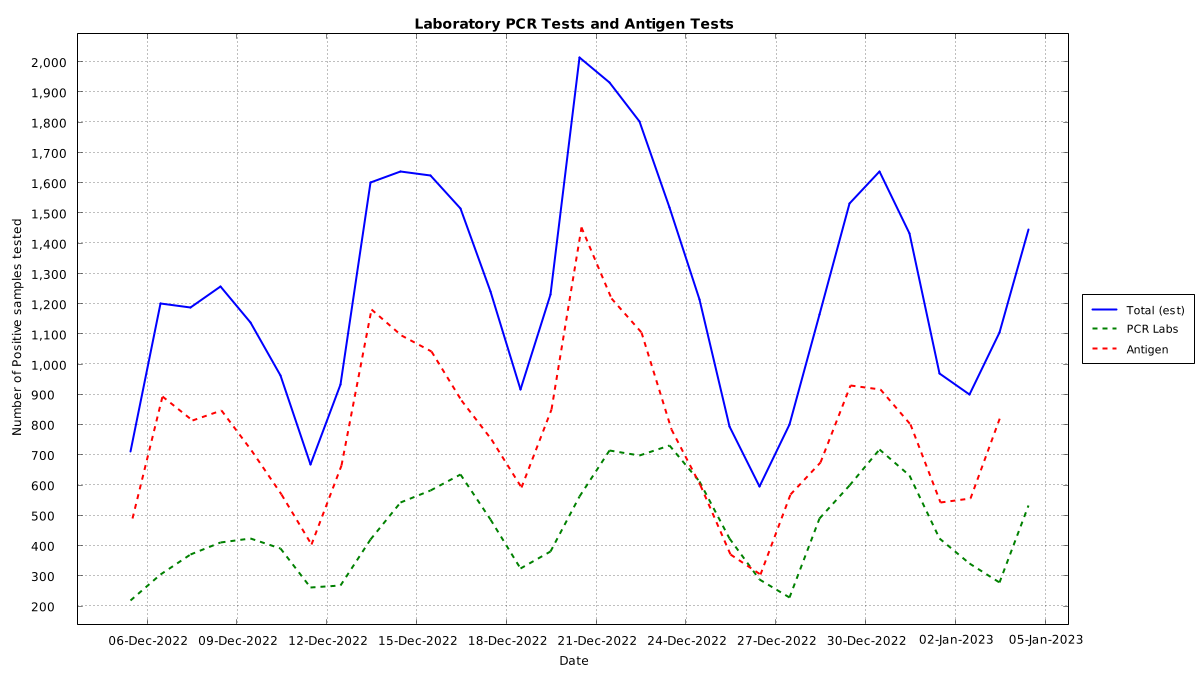 Laboratory PCR Tests and Antigen Tests
Number of Positive samples tested
2,000
1,900
1,800
1,700
1,600
1,500
1,400
1,300
1,200
1,100
1,000
900
800
700
600
500
400
300
200
06-Dec-2022 09-Dec-2022 12-Dec-2022 15-Dec-2022 18-Dec-2022 21-Dec-2022 24-Dec-2022 27-Dec-2022 30-Dec-2022 02-Jan-2023 05-Jan-2023
Date
Total (est)
PCR Labs
Antigen